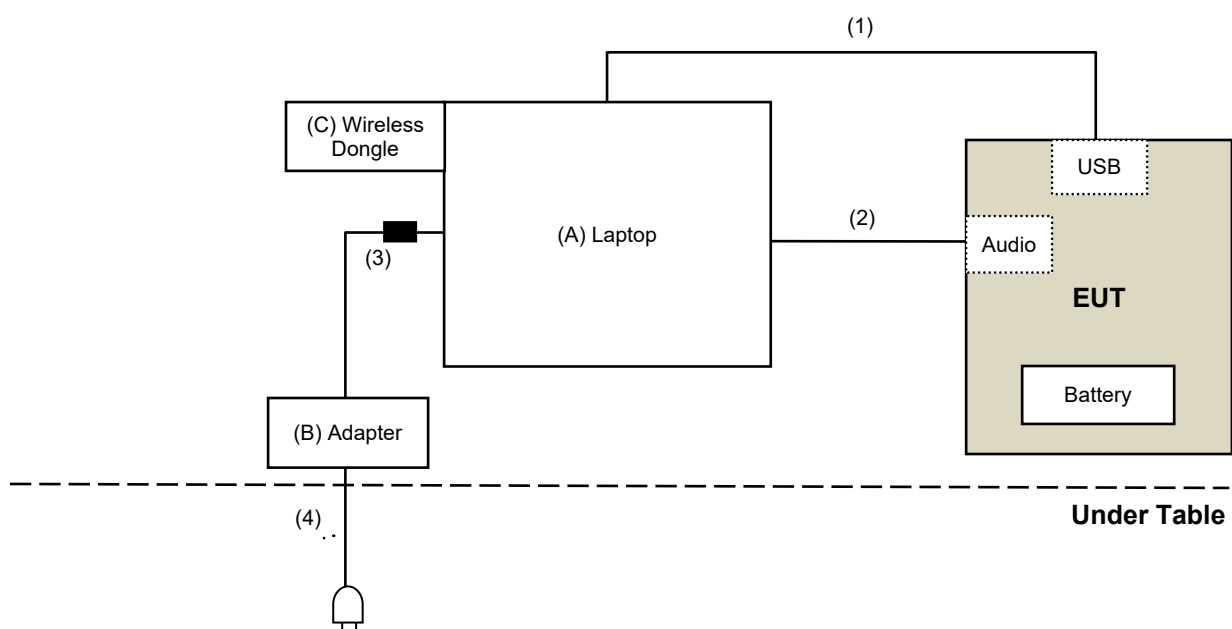 (1)
(C) Wireless
Dongle
USB
(A) Laptop
(2)
Audio
(3)
EUT
Battery
(B) Adapter
Under Table
(4)